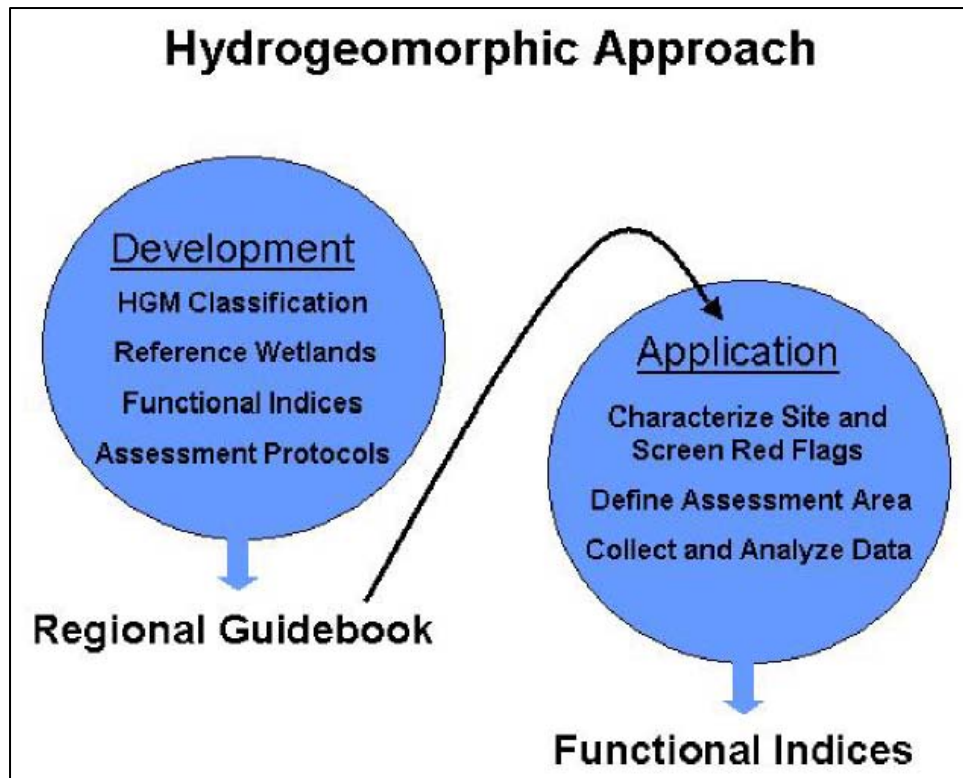 Hydrogeomorphic Approach
Development
HGM Classification
Reference Wetlands
Functional Indices
Assessment Protocols
Regional Guidebook
Application
Characterize Site and
Screen Red Flags
Define Assessment Area
Collect and Analyze Data
Functional Indices